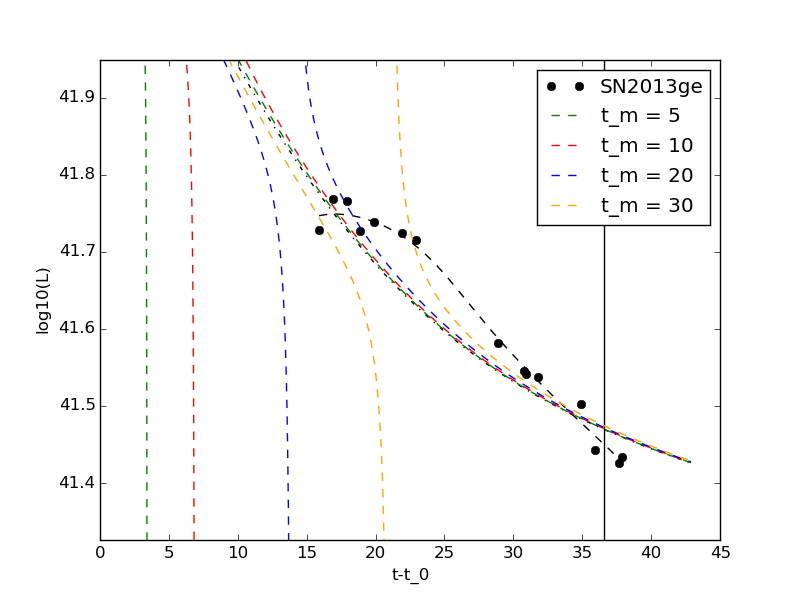 41.9
41.8
41.7
41.6
41.5
41.4
log10(L)
0 5 10 15 20 25 30 35 40 45
t-t_0
SN2013ge
t_m = 5
t_m = 10
t_m = 20
t_m = 30